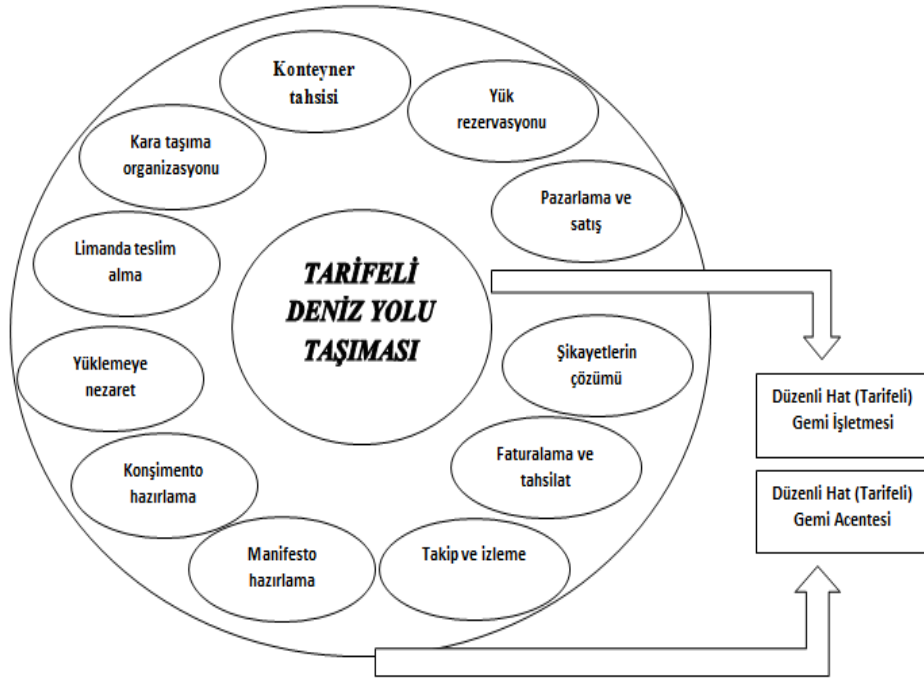 Konteyner
tahsisi
Yük
rezervasyonu
Kara taşıma
organizasyonu
Pazarlama ve
satış
Limanda teslim
alma
TARİFELİ
DENİZ YOLU
TAŞIMASI
Yüklemeye
nezaret
Şikayetlerin
çözümü
Düzenli Hat (Tarifeli)
Gemi İşletmesi
Konşimento
hazırlama
Faturalama ve
tahsilat
Düzenli Hat (Tarifeli)
Gemi Acentesi
Manifesto
hazırlama
Takip ve izleme